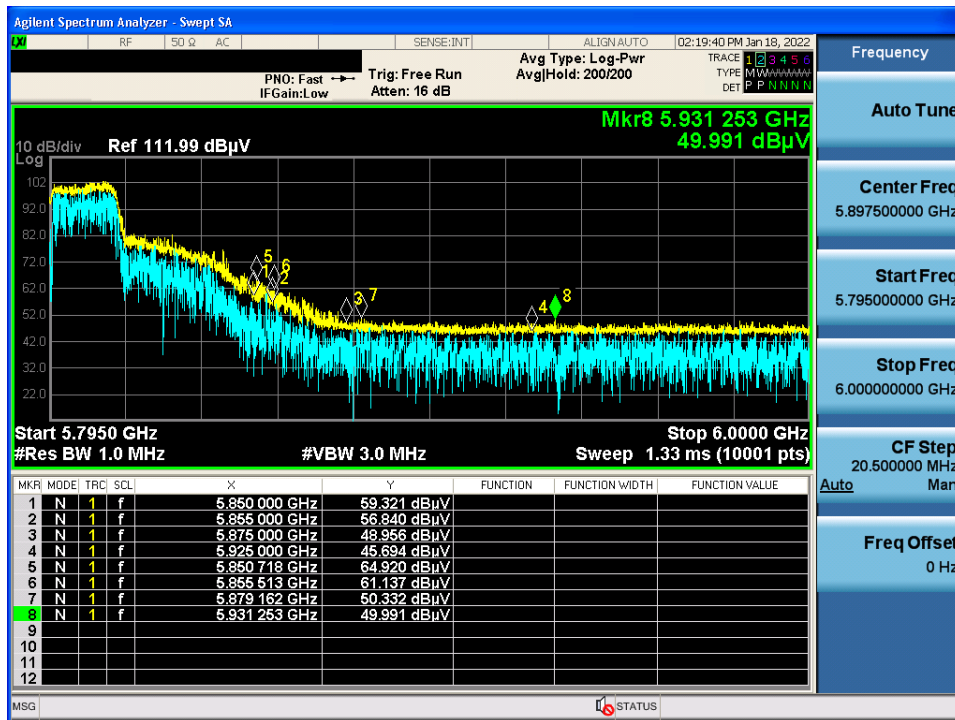 Agilent Spectrum Analyzer - Swept SA
LXI RF 50 Ω AC SENSE:INT ALIGN AUTO 02:19:40 PM Jan 18, 2022
PNO: Fast
IFGain:Low
Trig: Free Run
Atten: 16 dB
Avg Type: Log-Pwr
Avg|Hold: 200/200
TRACE 1 2 3 4 5 6
TYPE M
DET P P N N N N
Mkr8 5.931 253 GHz
49.991 dBµV
10 dB/div Ref 111.99 dBµV
Log
102
92.0
82.0
72.0
62.0
52.0
42.0
32.0
22.0
5
1
6
2
3
7
4
8
Start 5.7950 GHz Stop 6.0000 GHz
#Res BW 1.0 MHz #VBW 3.0 MHz Sweep 1.33 ms (10001 pts)
MKR MODE TRC SCL X Y FUNCTION FUNCTION WIDTH FUNCTION VALUE
1 N 1 f 5.850 000 GHz 59.321 dBµV
2 N 1 f 5.855 000 GHz 56.840 dBµV
3 N 1 f 5.875 000 GHz 48.956 dBµV
4 N 1 f 5.925 000 GHz 45.694 dBµV
5 N 1 f 5.850 718 GHz 64.920 dBµV
6 N 1 f 5.855 513 GHz 61.137 dBµV
7 N 1 f 5.879 162 GHz 50.332 dBµV
8 N 1 f 5.931 253 GHz 49.991 dBµV
9
10
11
12
MSG STATUS
Frequency
Auto Tune
Center Freq
5.897500000 GHz
Start Freq
5.795000000 GHz
Stop Freq
6.000000000 GHz
CF Step
20.500000 MHz
Auto Man
Freq Offset
0 Hz